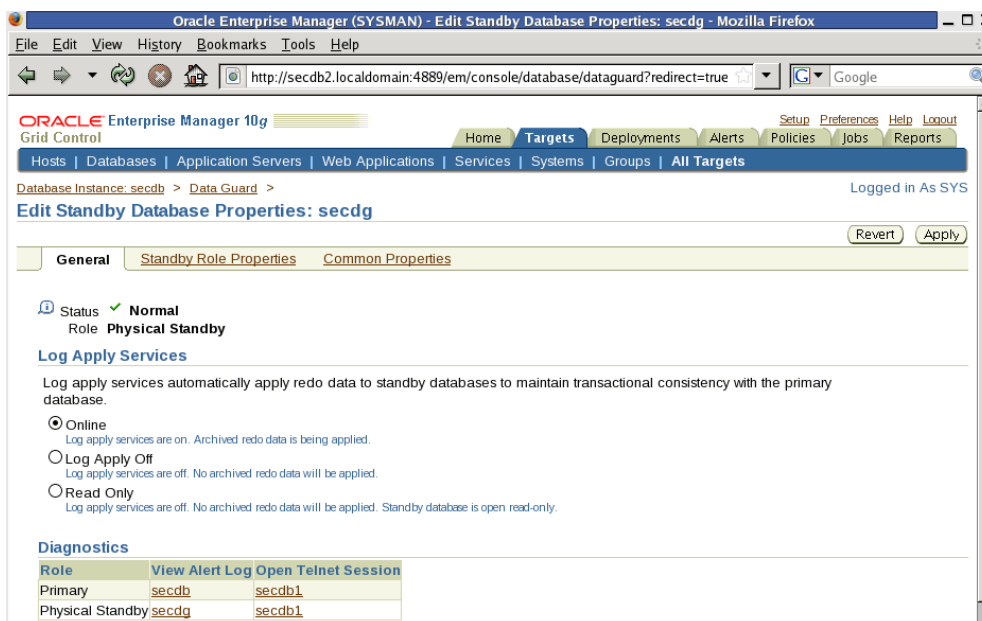 Oracle Enterprise Manager (SYSMAN) - Edit Standby Database Properties: secdg - Mozilla Firefox
File Edit View History Bookmarks Tools Help
http://secdb2.localdomain:4889/em/console/database/dataguard?redirect=true G Google
ORACLE Enterprise Manager 10g
Grid Control
Setup Preferences Help Logout
Home Targets Deployments Alerts Policies Jobs Reports
Hosts | Databases | Application Servers | Web Applications | Services | Systems | Groups | All Targets
Database Instance: secdb > Data Guard >
Logged in As SYS
Edit Standby Database Properties: secdg
Revert Apply
General Standby Role Properties Common Properties
Status Normal
Role Physical Standby
Log Apply Services
Log apply services automatically apply redo data to standby databases to maintain transactional consistency with the primary
database.
Online
Log apply services are on. Archived redo data is being applied.
Log Apply Off
Log apply services are off. No archived redo data will be applied.
Read Only
Log apply services are off. No archived redo data will be applied. Standby database is open read-only.
Diagnostics
Role View Alert Log Open Telnet Session
Primary secdb secdb1
Physical Standby secdg secdb1